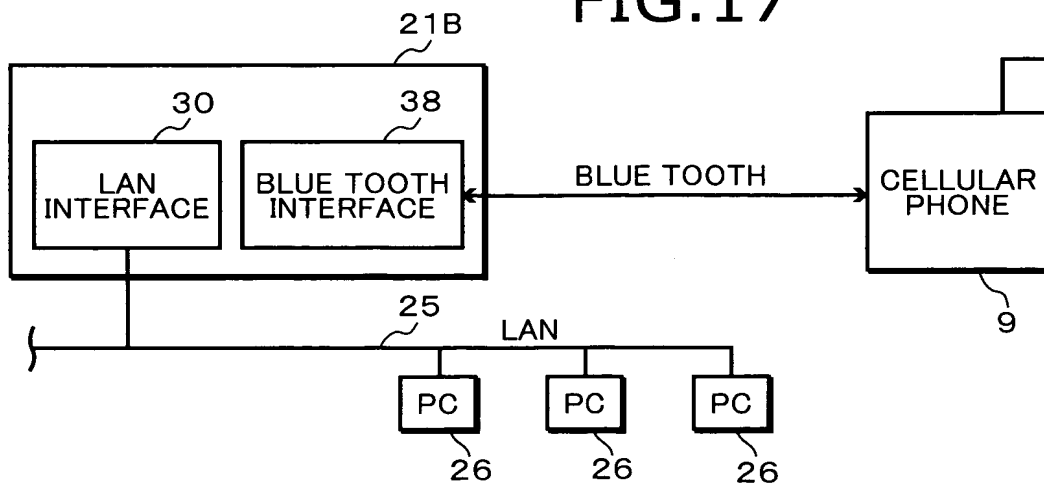 FIG.17
21B
30
38
LAN
INTERFACE
BLUE TOOTH
INTERFACE
BLUE TOOTH
CELLULAR
PHONE
9
25
LAN
PC
PC
PC
26
26
26